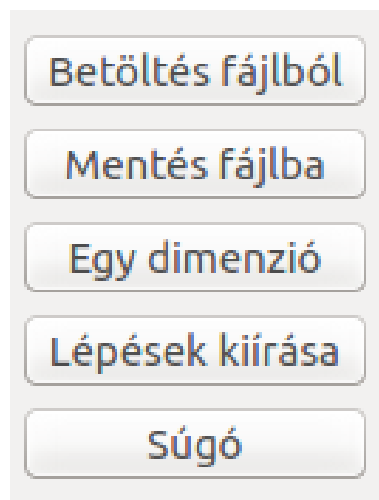 Betöltés fájlból
Mentés fájlba
Egy dimenzió
Lépések kiírása
Súgó